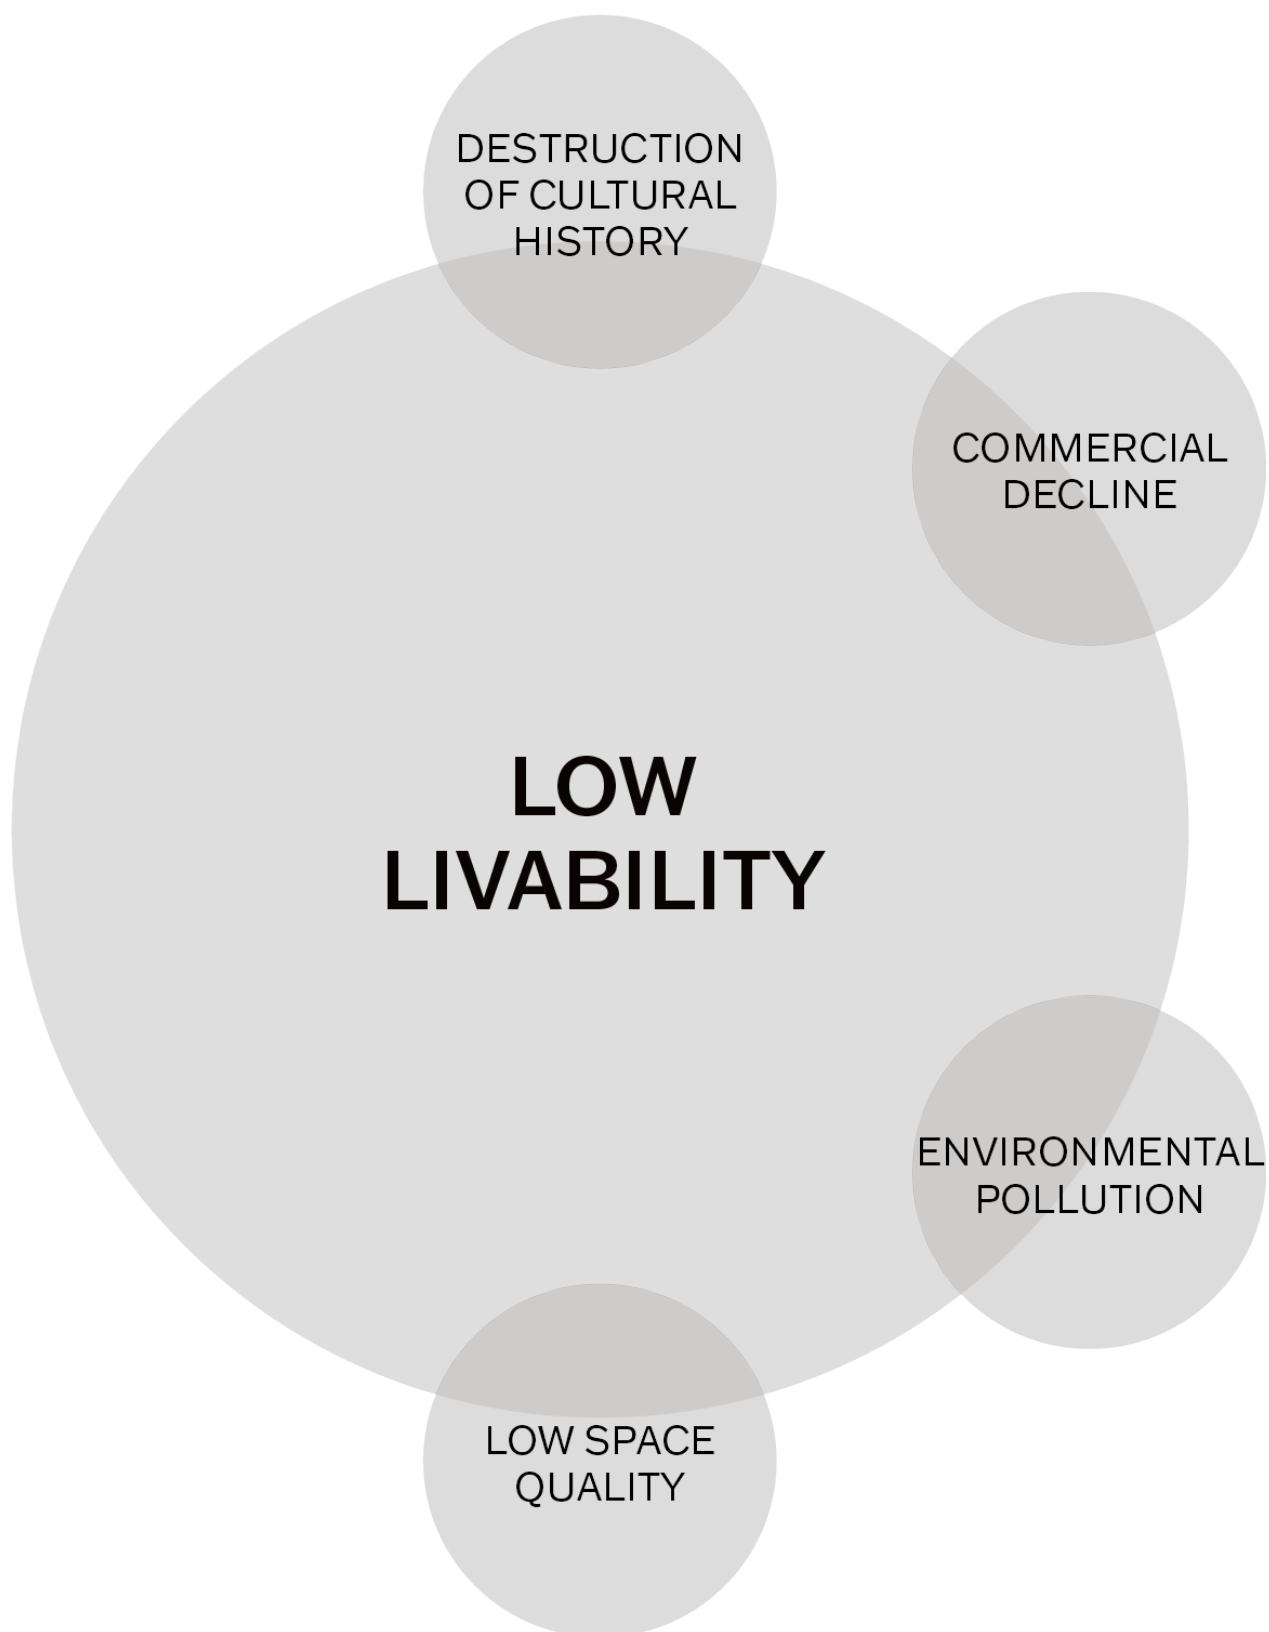 DESTRUCTION
OF CULTURAL
HISTORY
COMMERCIAL
DECLINE
LOW
LIVABILITY
ENVIRONMENTAL
POLLUTION
LOW SPACE
QUALITY